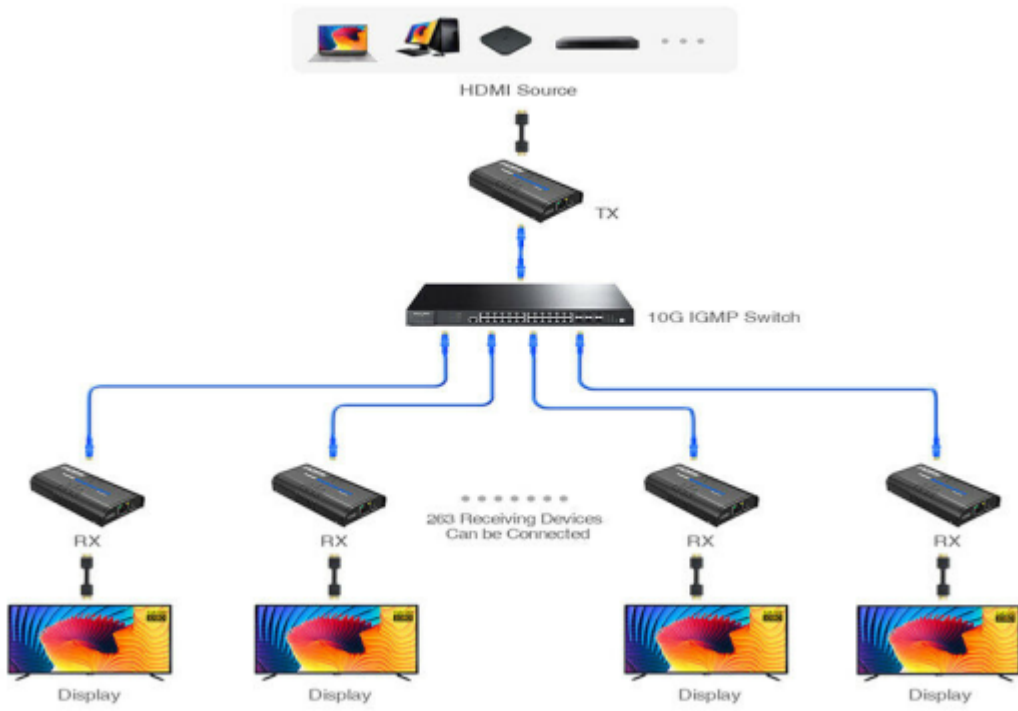 HDMI Source
TX
10G IGMP Switch
263 Receiving Devices
Can be Connected
RX
RX
RX
RX
Display
Display
Display
Display